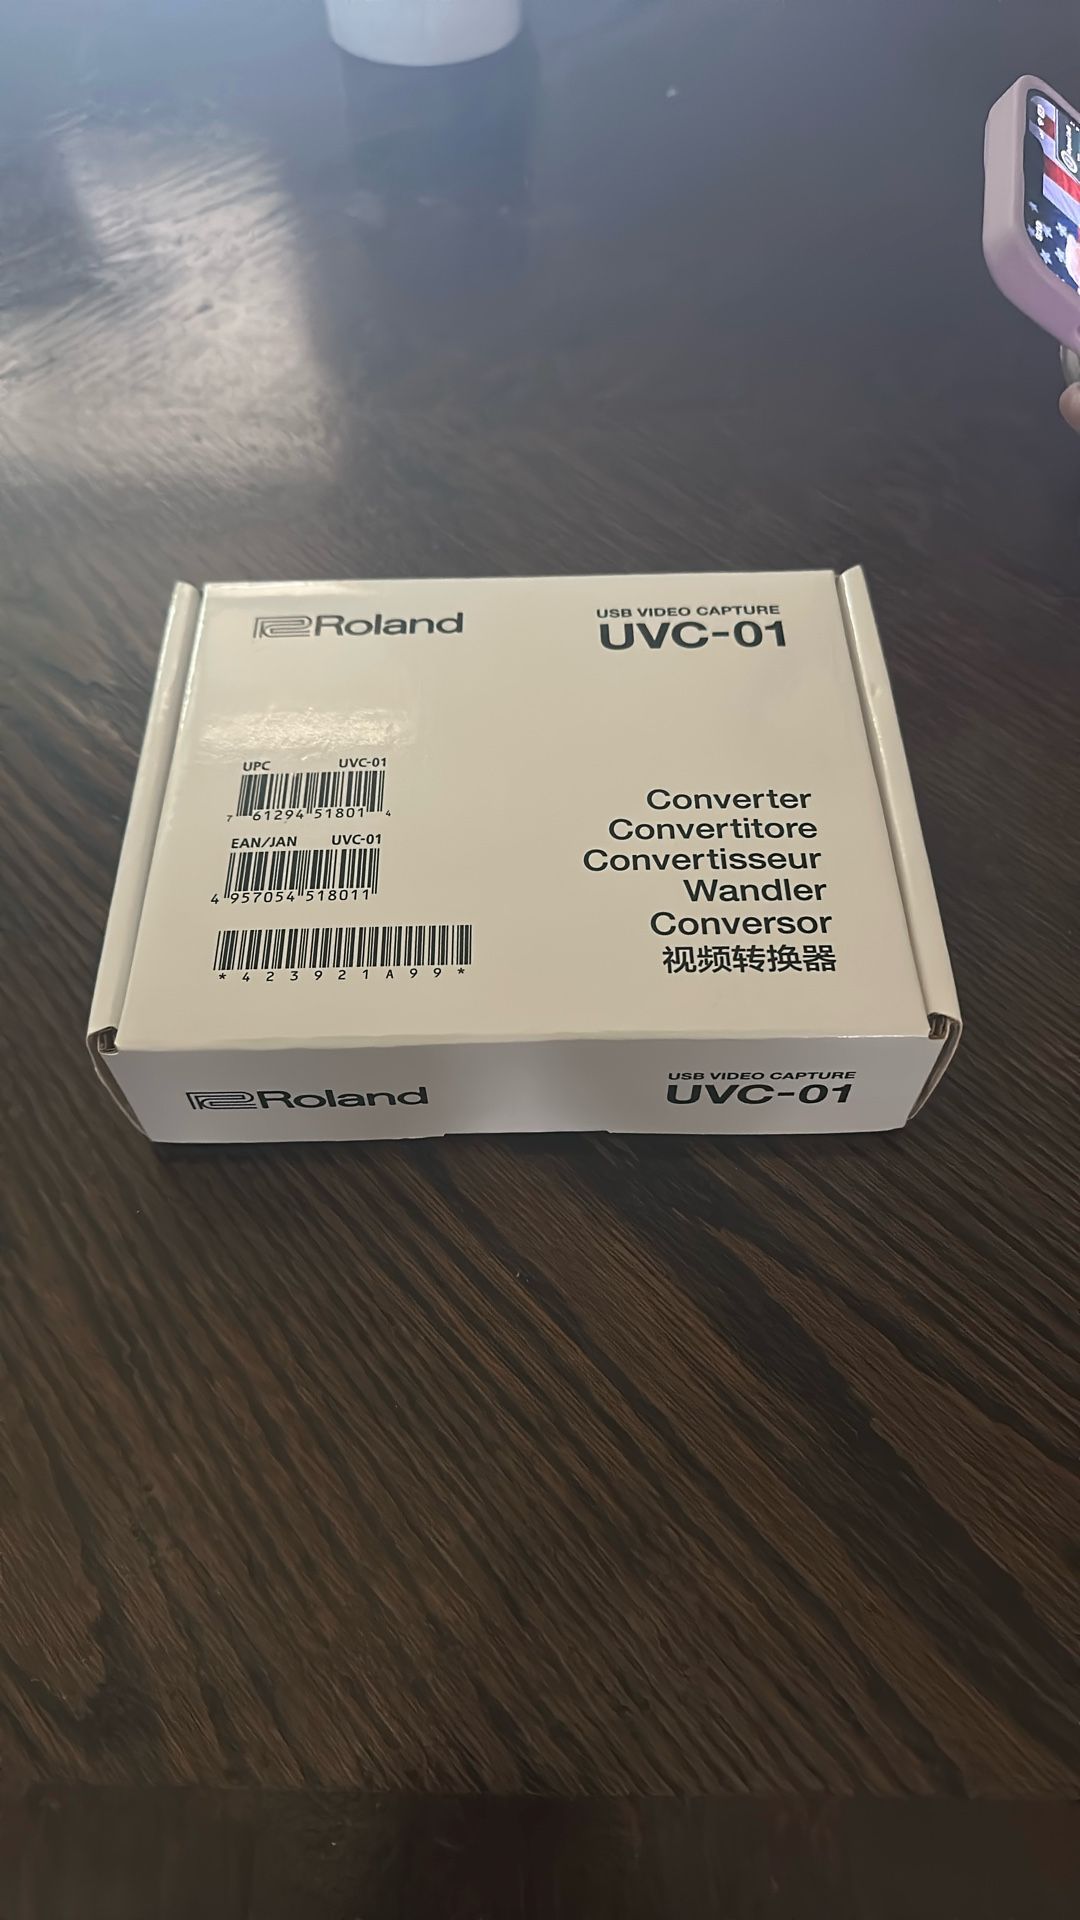 Roland
USB VIDEO CAPTURE
UVC-01
UPC UVC-01
7 61294 51801 4
EAN/JAN UVC-01
4 957054 518011
* 4 2 3 9 2 1 A 9 9 *
Converter
Convertitore
Convertisseur
Wandler
Conversor
视频转换器
Roland
USB VIDEO CAPTURE
UVC-01